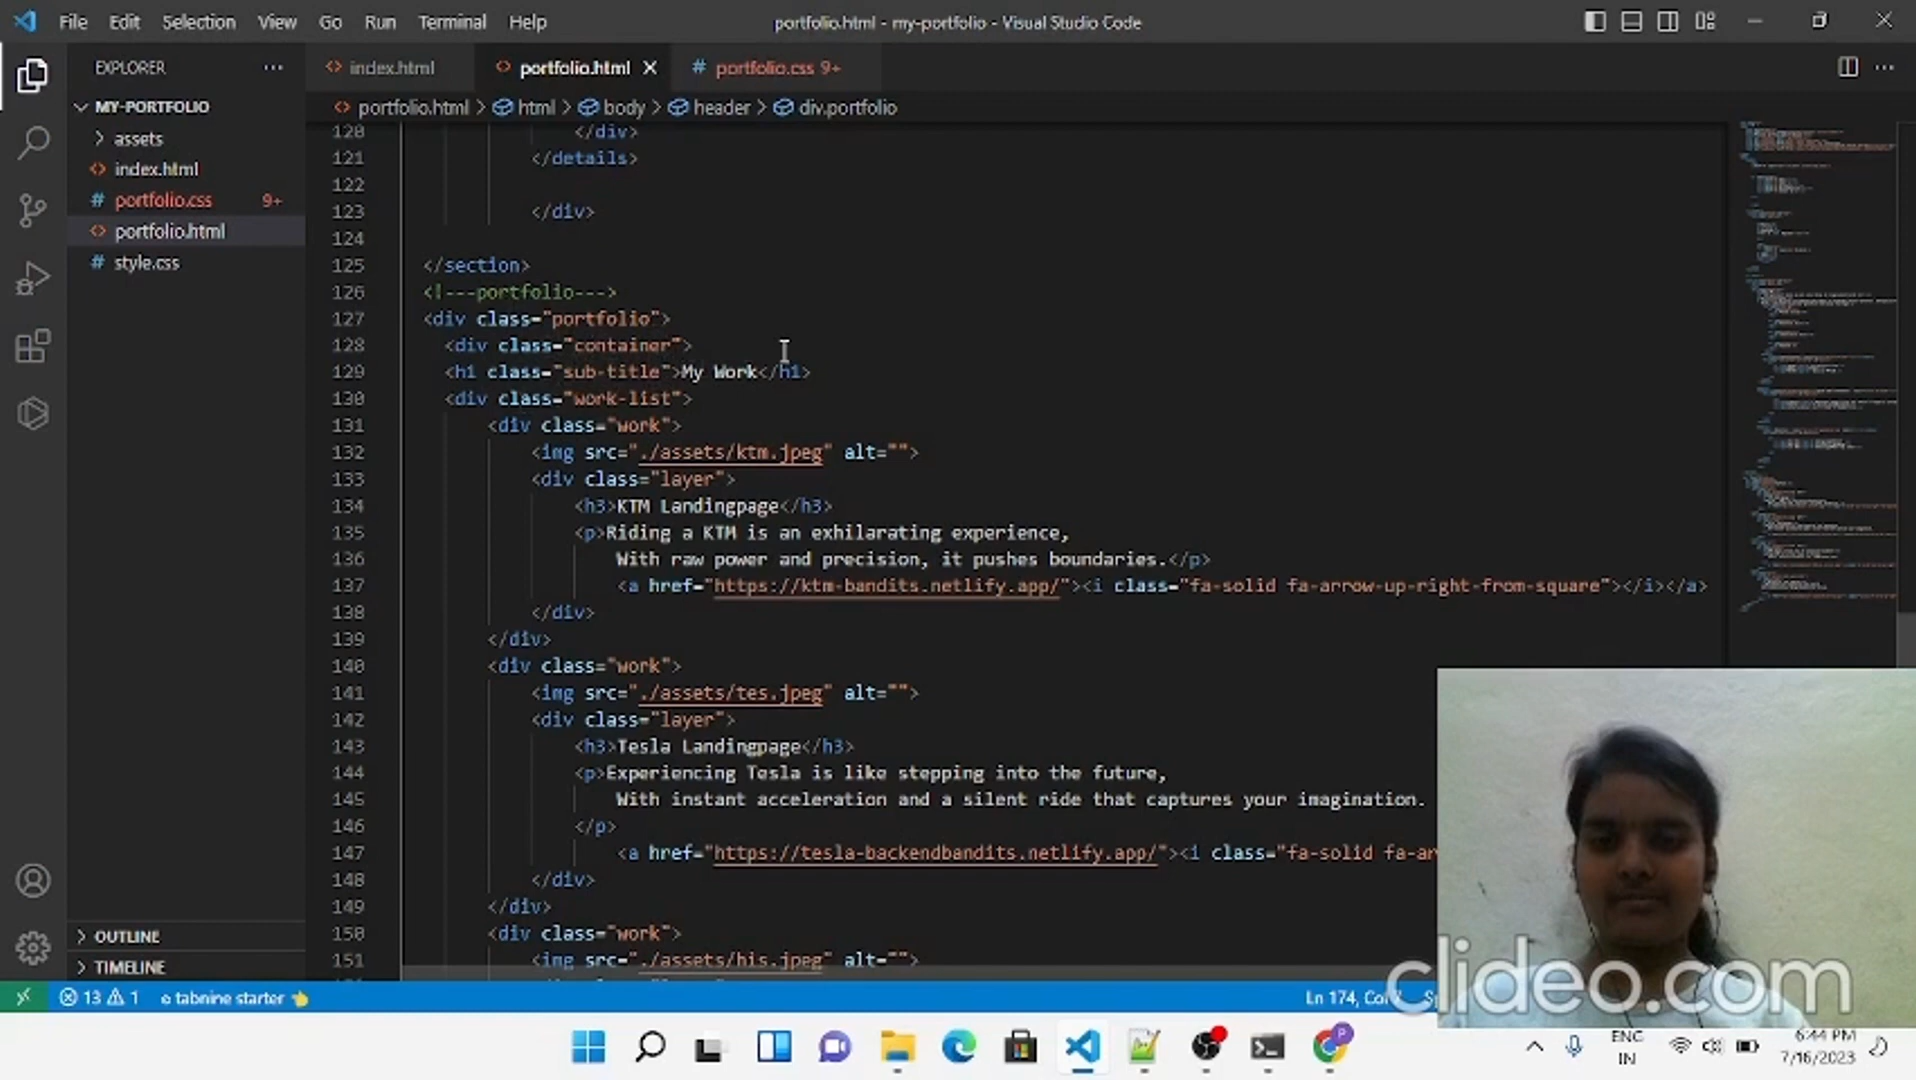 File Edit Selection View Go Run Terminal Help
portfolio.html - my-portfolio - Visual Studio Code
EXPLORER
MY-PORTFOLIO
assets
index.html
portfolio.css 9+
portfolio.html
style.css
OUTLINE
TIMELINE
index.html portfolio.html portfolio.css 9+
portfolio.html > html > body > header > div.portfolio
120 </div>
121 </details>
122
123 </div>
124
125 </section>
126 <!---portfolio--->
127 <div class="portfolio">
128 <div class="container">
129 <h1 class="sub-title">My Work</h1>
130 <div class="work-list">
131 <div class="work">
132 <img src="./assets/ktm.jpeg" alt="">
133 <div class="layer">
134 <h3>KTM Landingpage</h3>
135 <p>Riding a KTM is an exhilarating experience,
136 With raw power and precision, it pushes boundaries.</p>
137 <a href="https://ktm-bandits.netlify.app/"><i class="fa-solid fa-arrow-up-right-from-square"></i></a>
138 </div>
139 </div>
140 <div class="work">
141 <img src="./assets/tes.jpeg" alt="">
142 <div class="layer">
143 <h3>Tesla Landingpage</h3>
144 <p>Experiencing Tesla is like stepping into the future,
145 With instant acceleration and a silent ride that captures your imagination.
146 </p>
147 <a href="https://tesla-backendbandits.netlify.app/"><i class="fa-solid
148 </div>
149 </div>
150 <div class="work">
151 <img src="./assets/his.jpeg" alt="">
13 1 tabnine starter
Ln 174,
clideo.com
ENG
IN
6:44 PM
7/16/2023